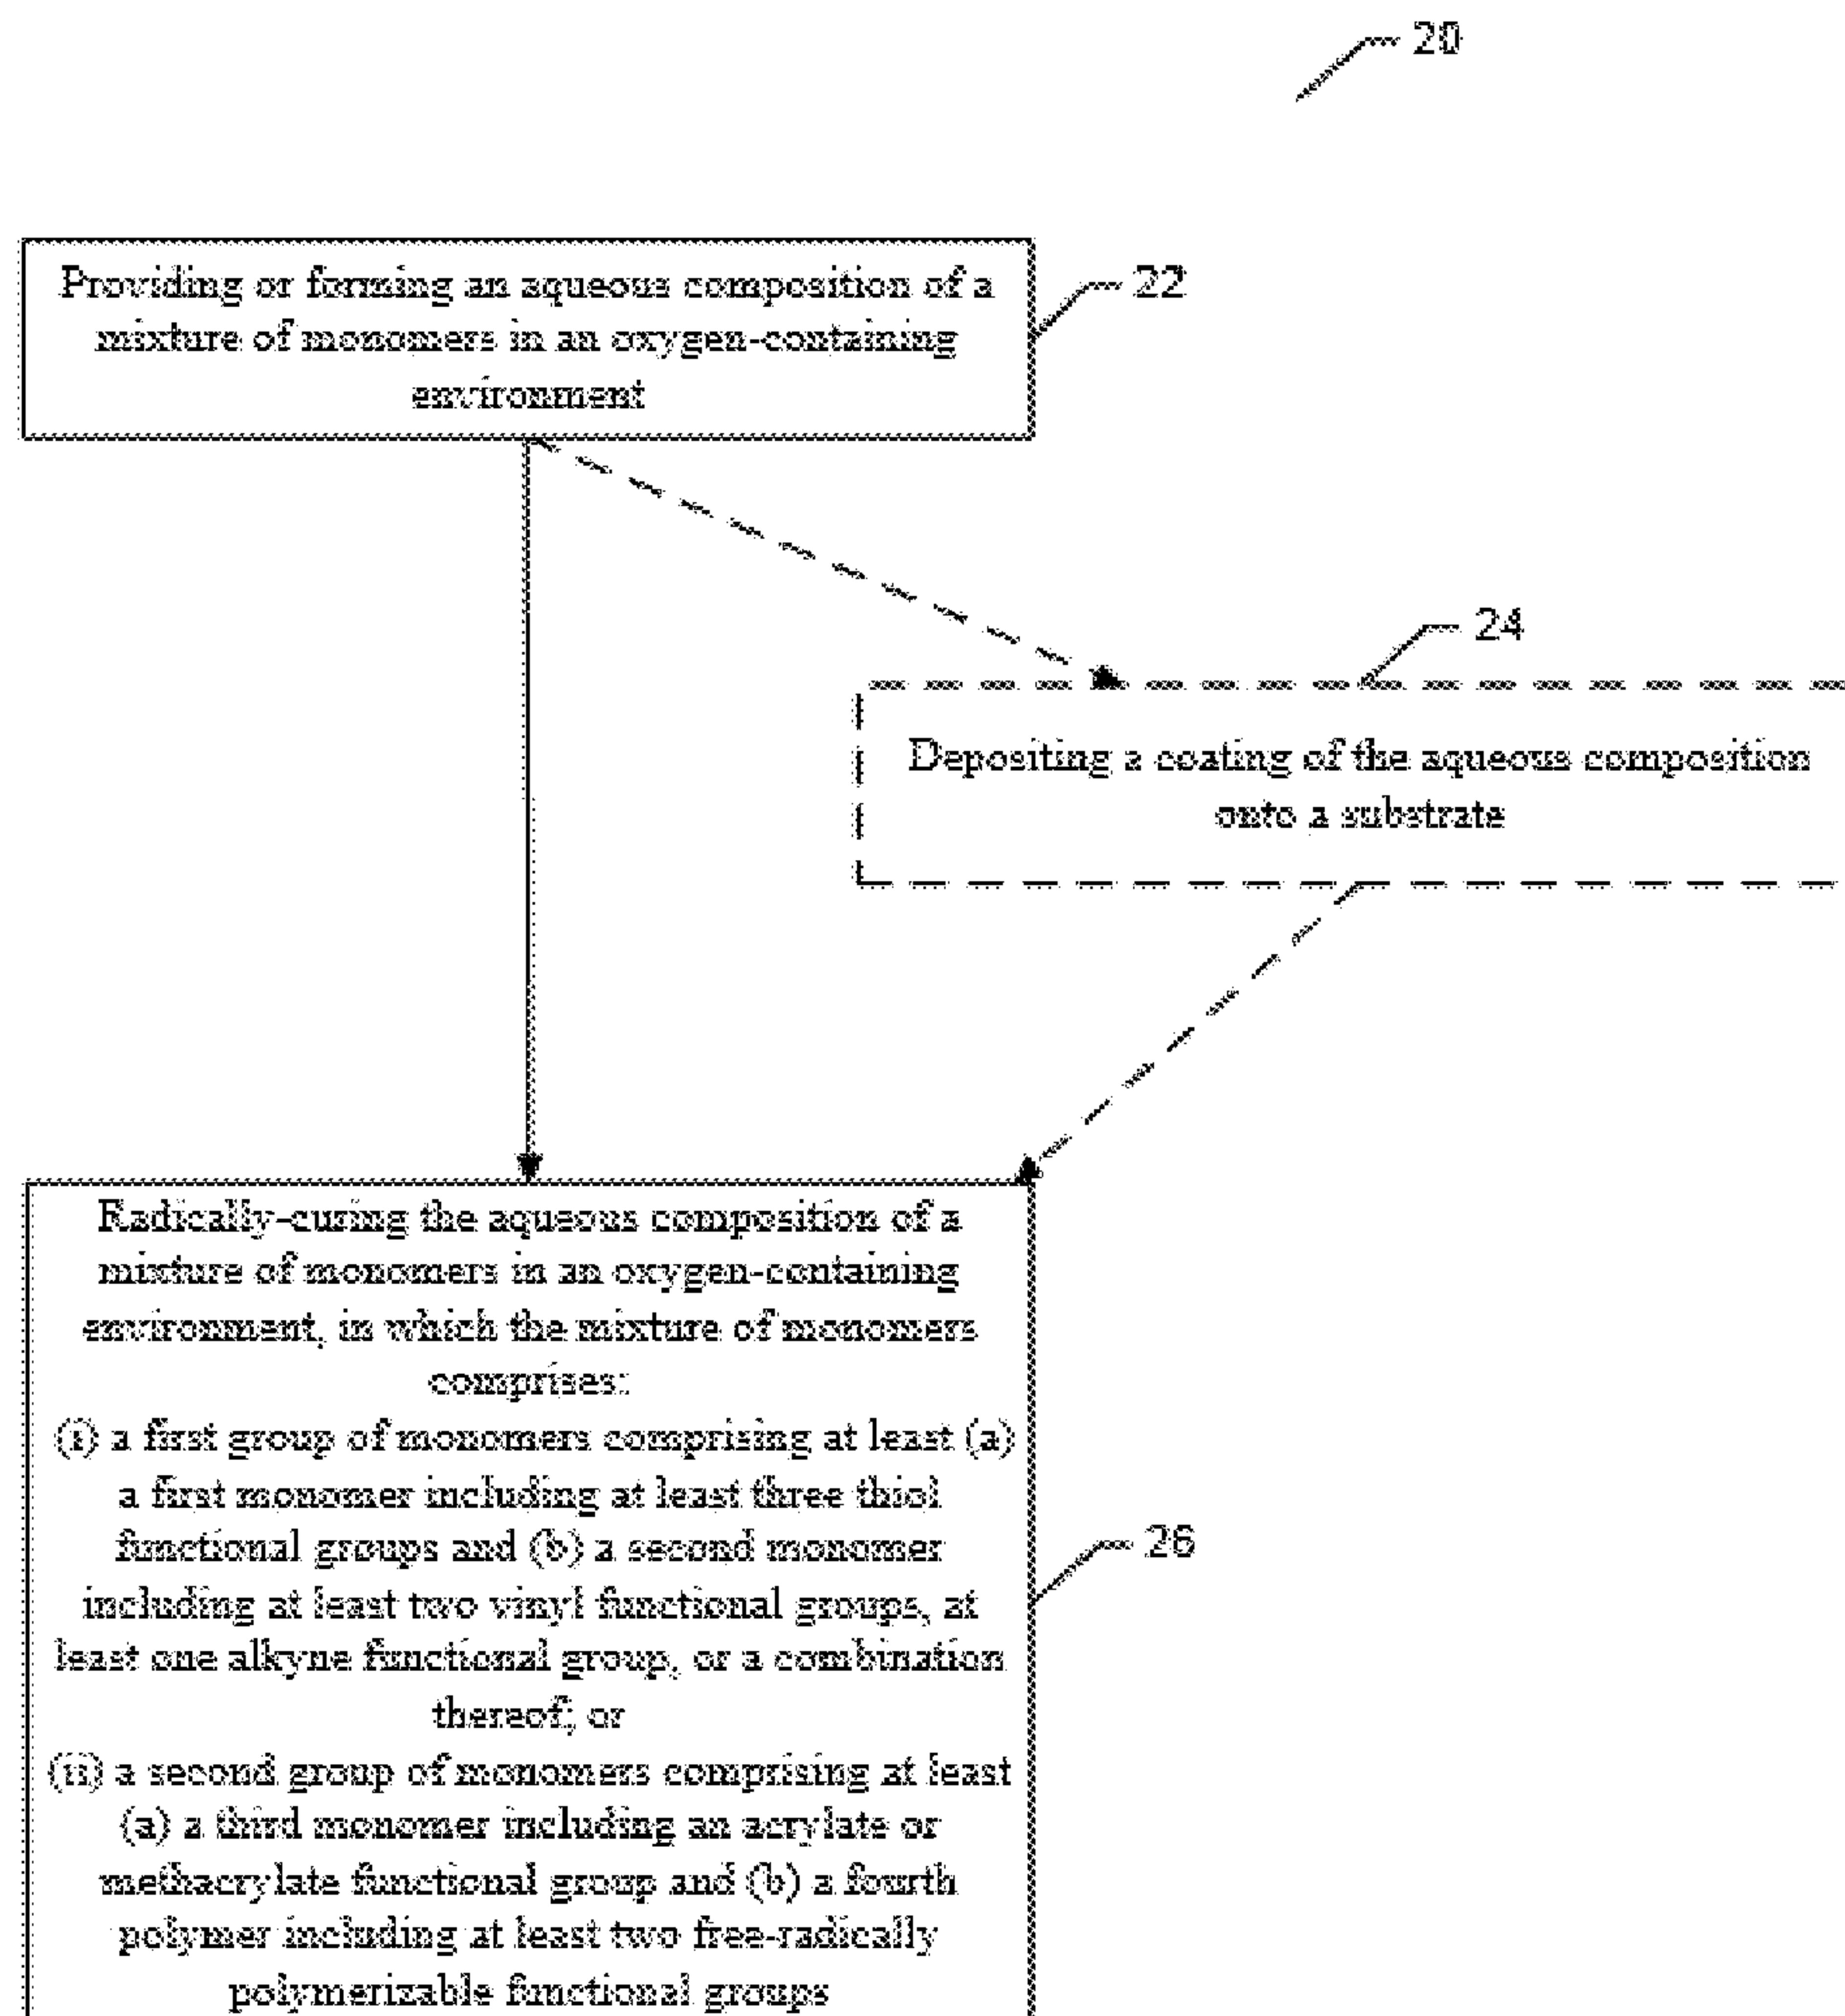 20
Providing or forming an aqueous composition of a
mixture of monomers in an oxygen-containing
environment
22
24
Depositing a coating of the aqueous composition
onto a substrate
Radically-curing the aqueous composition of a
mixture of monomers in an oxygen-containing
environment, in which the mixture of monomers
comprises:
(i) a first group of monomers comprising at least (a)
a first monomer including at least three thiol
functional groups and (b) a second monomer
including at least two vinyl functional groups, at
least one alkyne functional group, or a combination
thereof; or
(ii) a second group of monomers comprising at least
(a) a third monomer including an acrylate or
methacrylate functional group and (b) a fourth
polymer including at least two free-radically
polymerizable functional groups
26